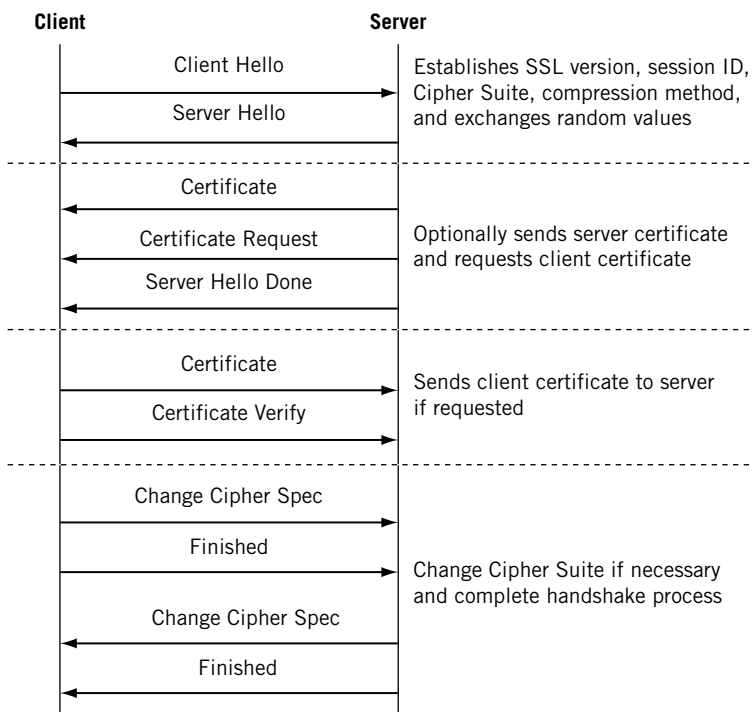 Client
Server
Client Hello
Establishes SSL version, session ID,
Cipher Suite, compression method,
and exchanges random values
Server Hello
Certificate
Certificate Request
Optionally sends server certificate
and requests client certificate
Server Hello Done
Certificate
Sends client certificate to server
if requested
Certificate Verify
Change Cipher Spec
Finished
Change Cipher Suite if necessary
and complete handshake process
Change Cipher Spec
Finished